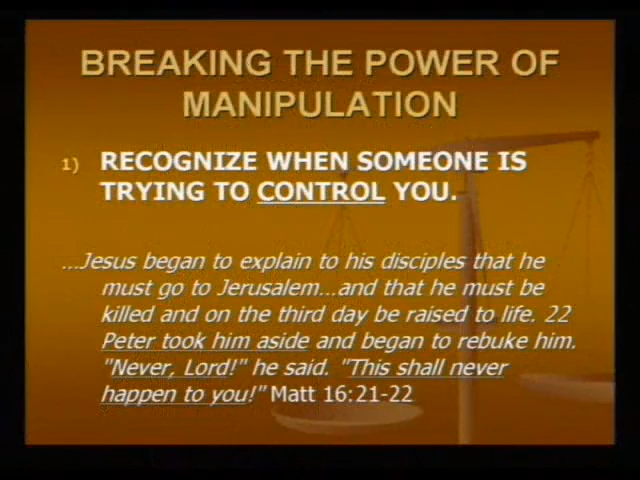 BREAKING THE POWER OF
MANIPULATION
1) RECOGNIZE WHEN SOMEONE IS
TRYING TO CONTROL YOU.
...Jesus began to explain to his disciples that he
must go to Jerusalem...and that he must be
killed and on the third day be raised to life. 22
Peter took him aside and began to rebuke him.
"Never, Lord!" he said. "This shall never
happen to you!" Matt 16:21-22